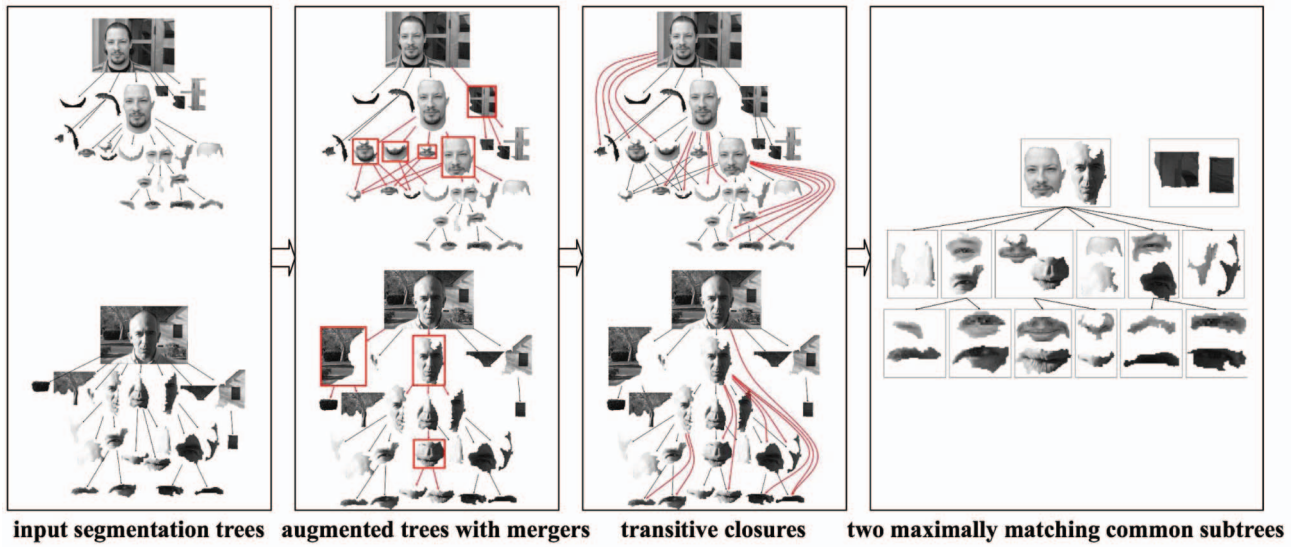 input segmentation trees
augmented trees with mergers
transitive closures
two maximally matching common subtrees